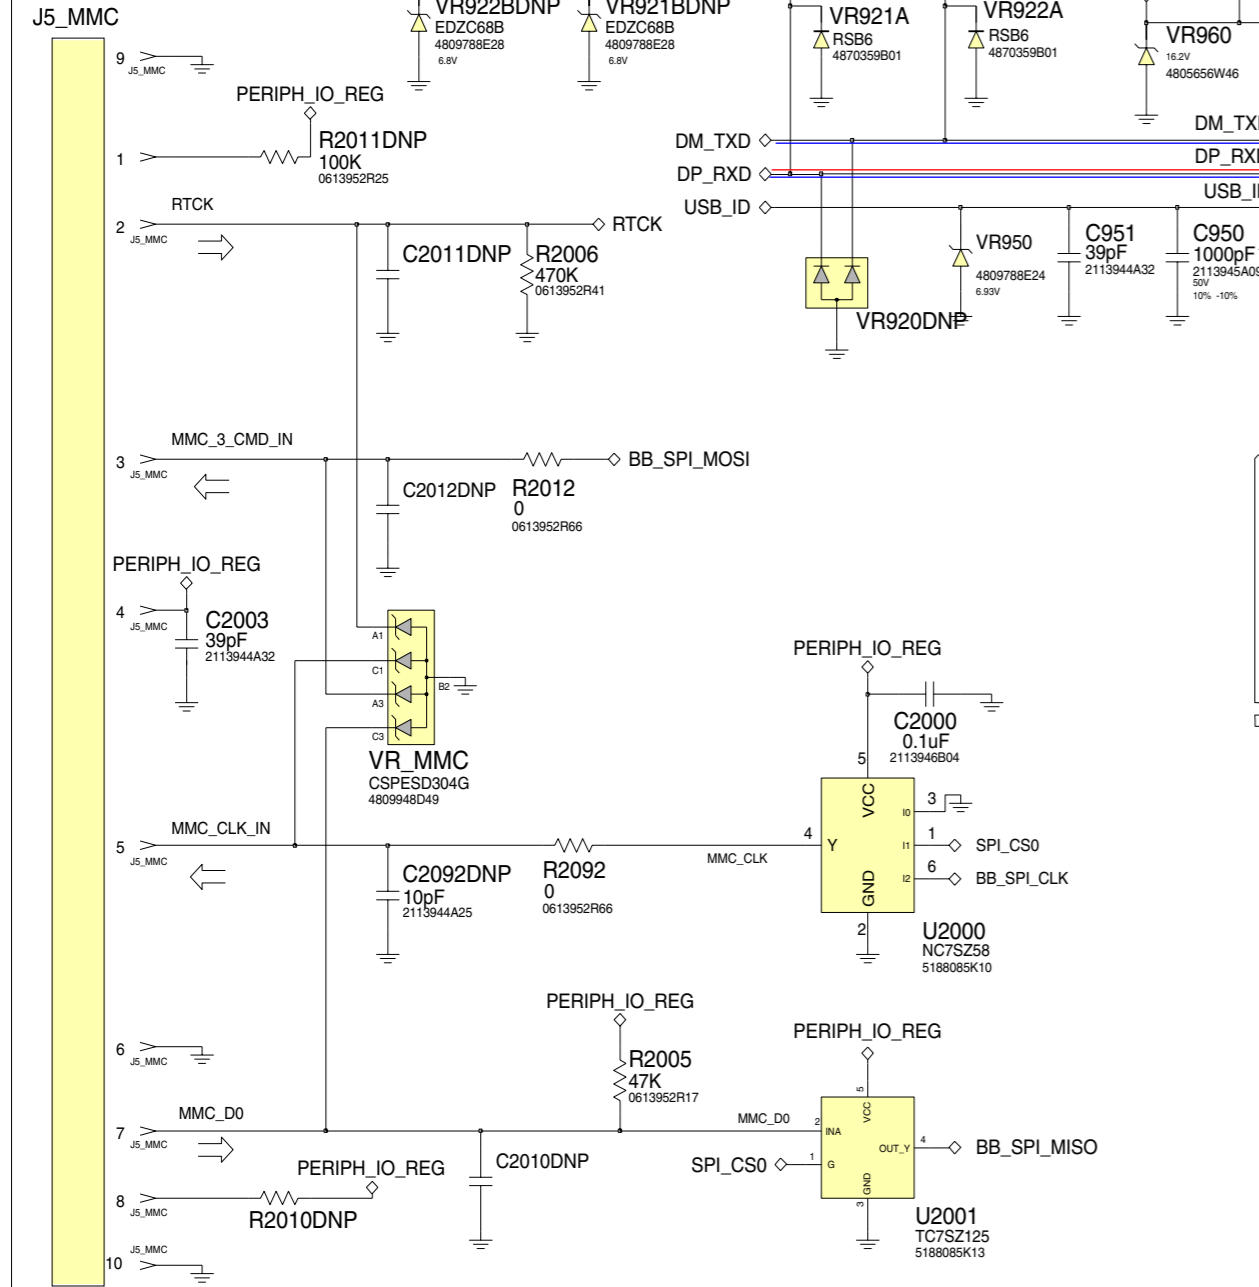 J5_MMC
VR922BDNP
EDZC68B
4809788E28
6.8V
VR921BDNP
EDZC68B
4809788E28
6.8V
VR921A
RSB6
4870359B01
VR922A
RSB6
4870359B01
VR960
16.2V
4805656W46
9
J5_MMC
PERIPH_IO_REG
R2011DNP
100K
0613952R25
1
DM_TXD
DM_TX
DP_RXD
DP_RX
USB_ID
USB_I
RTCK
2
J5_MMC
RTCK
C2011DNP
R2006
470K
0613952R41
VR950
4809788E24
6.93V
C951
39pF
2113944A32
C950
1000pF
2113945A09
50V
10% -10%
VR920DNP
MMC_3_CMD_IN
3
J5_MMC
BB_SPI_MOSI
C2012DNP
R2012
0
0613952R66
PERIPH_IO_REG
4
J5_MMC
C2003
39pF
2113944A32
A1
C1
B2
A3
C3
VR_MMC
CSPESD304G
4809948D49
PERIPH_IO_REG
C2000
0.1uF
2113946B04
5
VCC
3
I0
MMC_CLK_IN
5
J5_MMC
MMC_CLK
4
Y
I1
1
SPI_CS0
I2
6
BB_SPI_CLK
GND
2
C2092DNP
10pF
2113944A25
R2092
0
0613952R66
U2000
NC7SZ58
5188085K10
PERIPH_IO_REG
R2005
47K
0613952R17
PERIPH_IO_REG
5
VCC
6
J5_MMC
MMC_D0
7
J5_MMC
MMC_D0
2
INA
OUT_Y
4
BB_SPI_MISO
SPI_CS0
1
G
GND
3
C2010DNP
PERIPH_IO_REG
8
J5_MMC
R2010DNP
U2001
TC7SZ125
5188085K13
J5_MMC
10